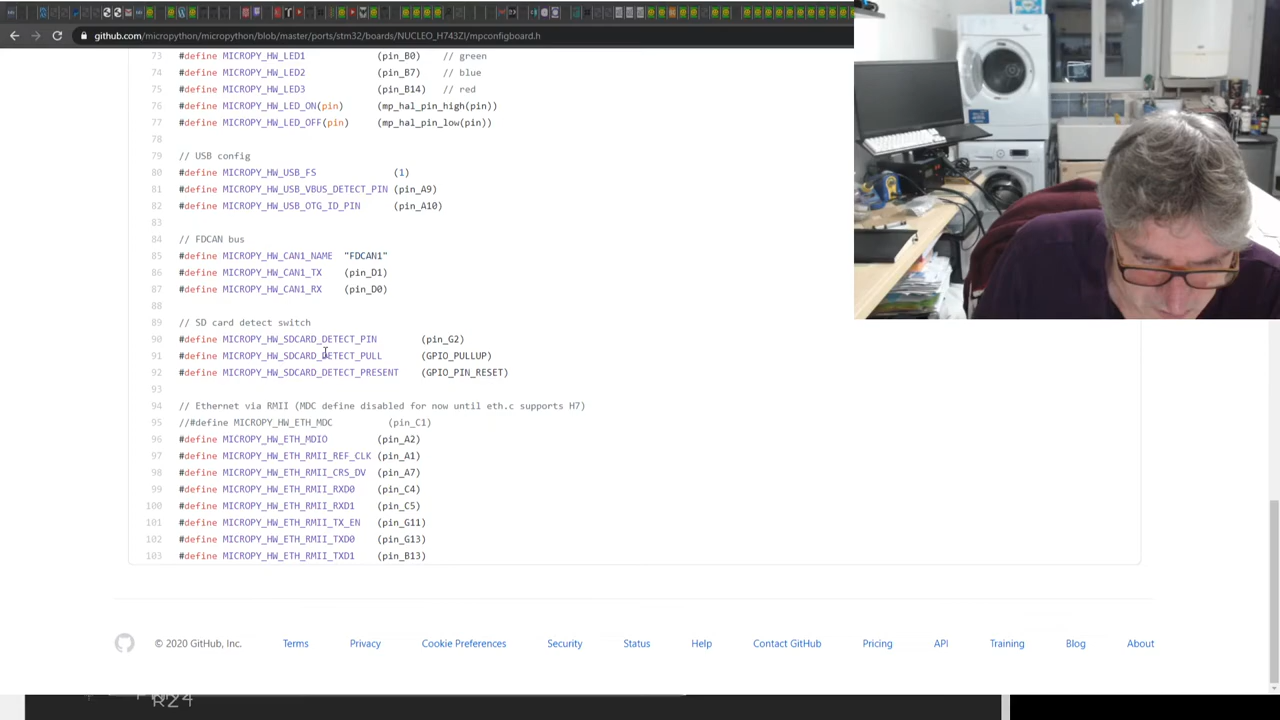 github.com/micropython/micropython/blob/master/ports/stm32/boards/NUCLEO_H743ZI/mpconfigboard.h
73 #define MICROPY_HW_LED1 (pin_B0) // green
74 #define MICROPY_HW_LED2 (pin_B7) // blue
75 #define MICROPY_HW_LED3 (pin_B14) // red
76 #define MICROPY_HW_LED_ON(pin) (mp_hal_pin_high(pin))
77 #define MICROPY_HW_LED_OFF(pin) (mp_hal_pin_low(pin))
78
79 // USB config
80 #define MICROPY_HW_USB_FS (1)
81 #define MICROPY_HW_USB_VBUS_DETECT_PIN (pin_A9)
82 #define MICROPY_HW_USB_OTG_ID_PIN (pin_A10)
83
84 // FDCAN bus
85 #define MICROPY_HW_CAN1_NAME "FDCAN1"
86 #define MICROPY_HW_CAN1_TX (pin_D1)
87 #define MICROPY_HW_CAN1_RX (pin_D0)
88
89 // SD card detect switch
90 #define MICROPY_HW_SDCARD_DETECT_PIN (pin_G2)
91 #define MICROPY_HW_SDCARD_DETECT_PULL (GPIO_PULLUP)
92 #define MICROPY_HW_SDCARD_DETECT_PRESENT (GPIO_PIN_RESET)
93
94 // Ethernet via RMII (MDC define disabled for now until eth.c supports H7)
95 //#define MICROPY_HW_ETH_MDC (pin_C1)
96 #define MICROPY_HW_ETH_MDIO (pin_A2)
97 #define MICROPY_HW_ETH_RMII_REF_CLK (pin_A1)
98 #define MICROPY_HW_ETH_RMII_CRS_DV (pin_A7)
99 #define MICROPY_HW_ETH_RMII_RXD0 (pin_C4)
100 #define MICROPY_HW_ETH_RMII_RXD1 (pin_C5)
101 #define MICROPY_HW_ETH_RMII_TX_EN (pin_G11)
102 #define MICROPY_HW_ETH_RMII_TXD0 (pin_G13)
103 #define MICROPY_HW_ETH_RMII_TXD1 (pin_B13)
© 2020 GitHub, Inc. Terms Privacy Cookie Preferences Security Status Help Contact GitHub Pricing API Training Blog About
R24